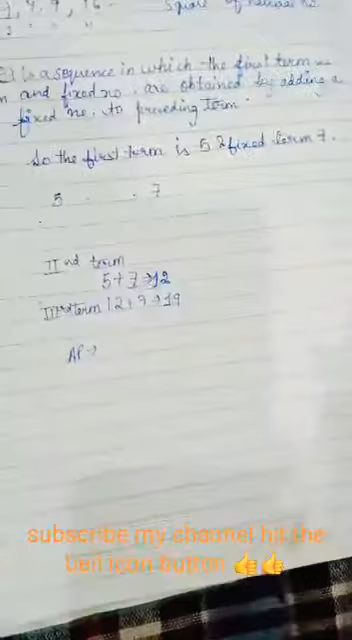 1, 4, 9, 16
Square of natural no.
is a sequence in which the first term is
and fixed no. are obtained by adding a
fixed no. to preceding term.
So the first term is 5 & fixed term 7.
5 . . 7
IInd term
5+7→12
IIIrd term 12+7→19
AP→
subscribe my channel hit the
bell icon button 👍👍